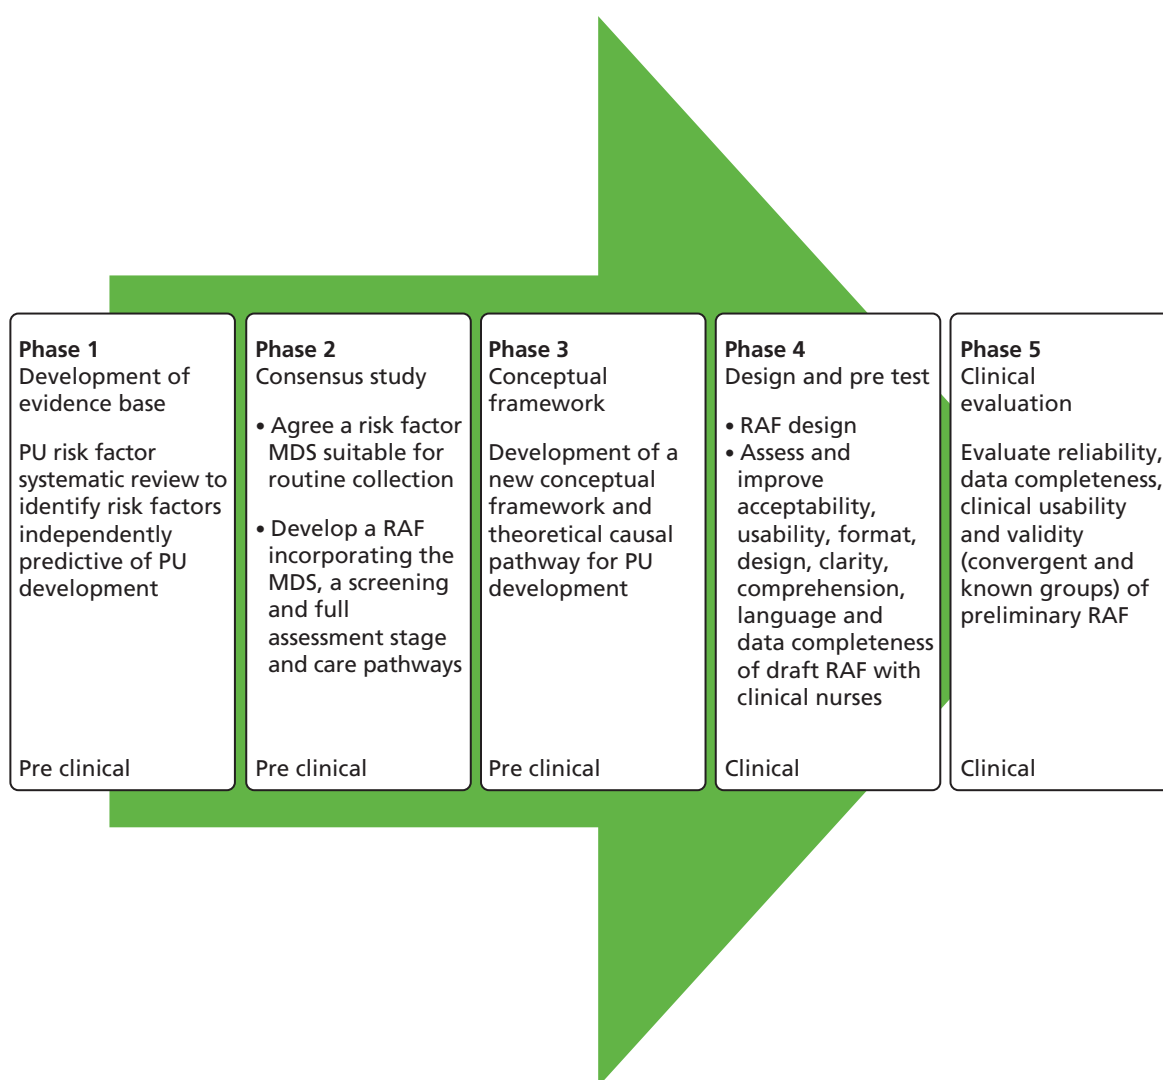 Phase 1
Development of
evidence base
PU risk factor
systematic review to
identify risk factors
independently
predictive of PU
development
Pre clinical
Phase 2
Consensus study
• Agree a risk factor
MDS suitable for
routine collection
• Develop a RAF
incorporating the
MDS, a screening
and full
assessment stage
and care pathways
Pre clinical
Phase 3
Conceptual
framework
Development of a
new conceptual
framework and
theoretical causal
pathway for PU
development
Pre clinical
Phase 4
Design and pre test
• RAF design
• Assess and
improve
acceptability,
usability, format,
design, clarity,
comprehension,
language and
data completeness
of draft RAF with
clinical nurses
Clinical
Phase 5
Clinical
evaluation
Evaluate reliability,
data completeness,
clinical usability
and validity
(convergent and
known groups) of
preliminary RAF
Clinical